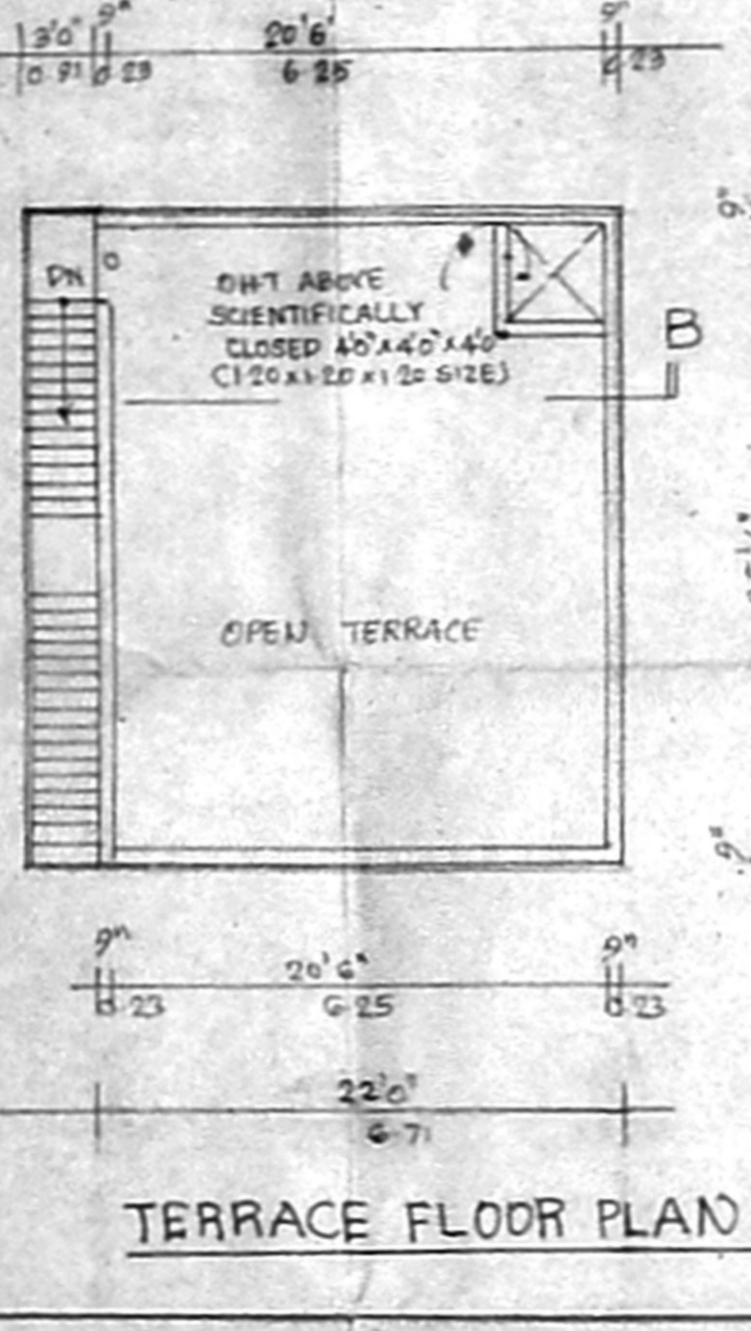 3'0" 9" 20'6" 9"
0.91 0.23 6.25 0.23
9"
DN
OHT ABOVE
SCIENTIFICALLY
CLOSED 4'0"x4'0"x4'0"
(1.20x1.20x1.20 SIZE)
B
OPEN TERRACE
9"
9" 20'6" 9"
0.23 6.25 0.23
22'0"
6.71
TERRACE FLOOR PLAN